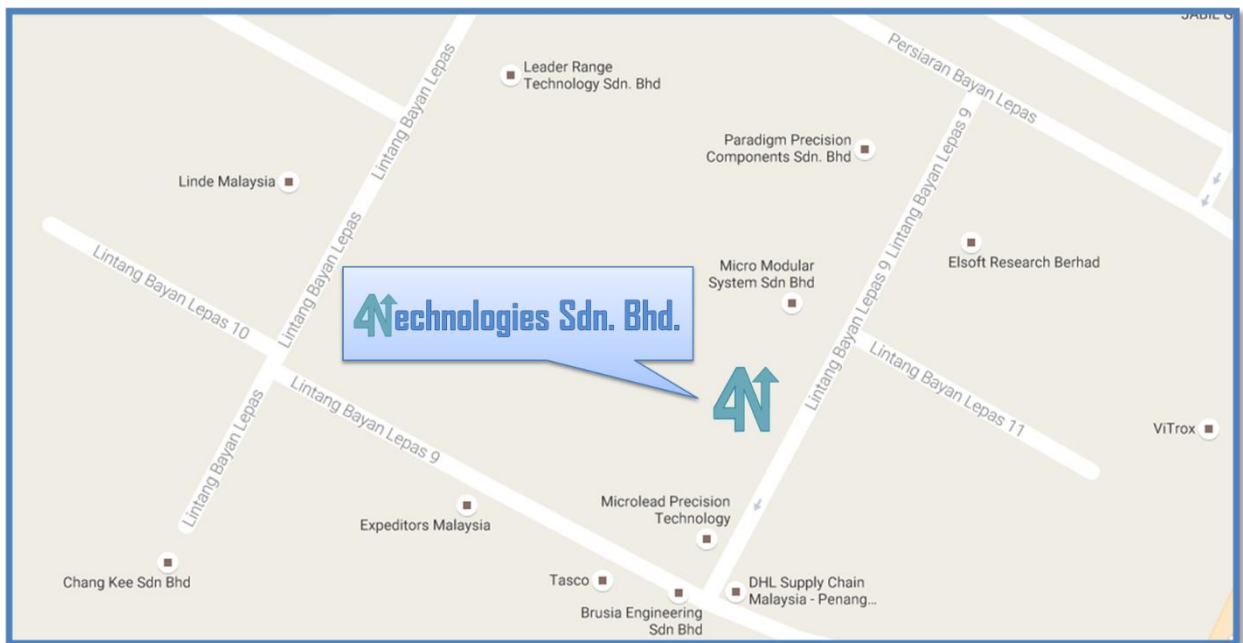 JABIL G
Persiaran Bayan Lepas
Lintang Bayan Lepas
Leader Range
Technology Sdn. Bhd
Lintang Bayan Lepas 9
Paradigm Precision
Components Sdn. Bhd
Linde Malaysia
Lintang Bayan Lepas
Elsoft Research Berhad
Micro Modular
System Sdn Bhd
Lintang Bayan Lepas 10
Lintang Bayan Lepas
4Nechnologies Sdn. Bhd.
Lintang Bayan Lepas 9
Lintang Bayan Lepas 11
4N
Lintang Bayan Lepas 9
Lintang Bayan Lepas
ViTrox
Microlead Precision
Technology
Expeditors Malaysia
Chang Kee Sdn Bhd
Tasco
DHL Supply Chain
Malaysia - Penang...
Brusia Engineering
Sdn Bhd